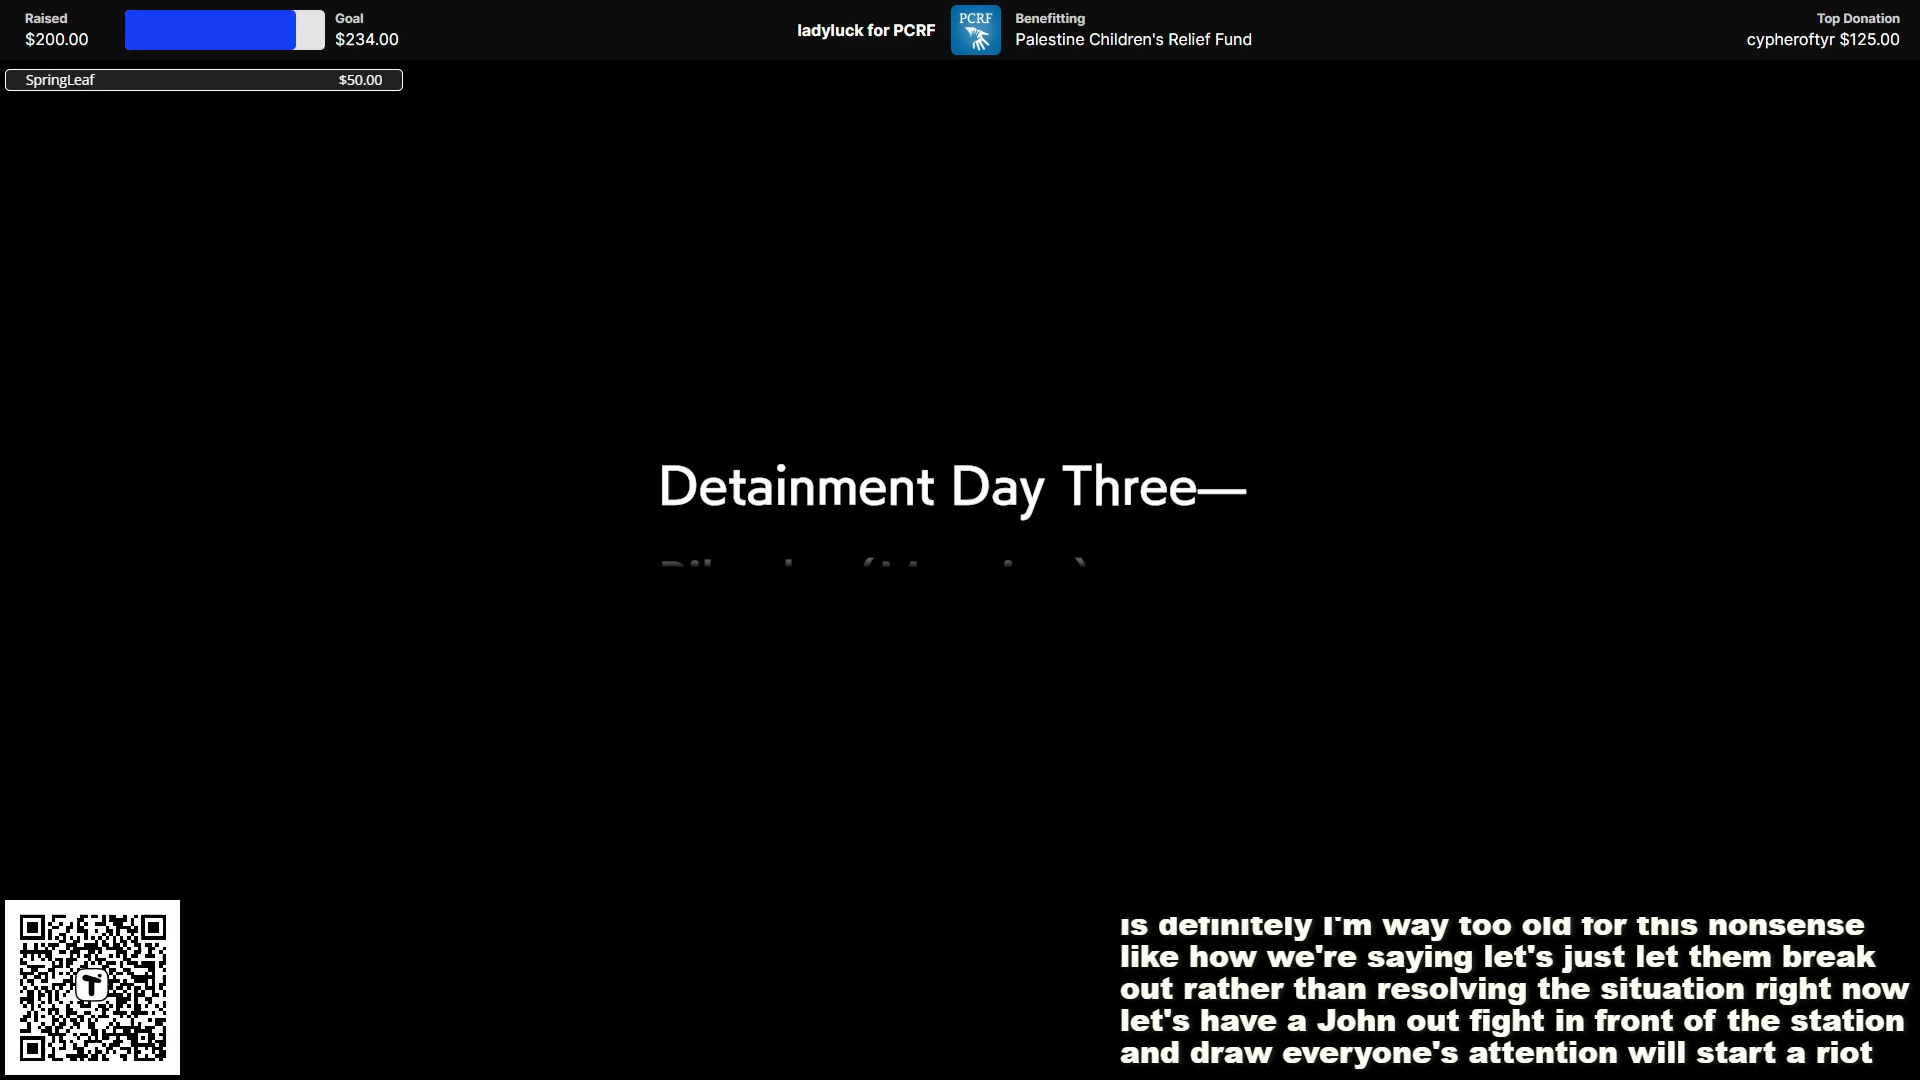 Raised
$200.00
Goal
$234.00
ladyluck for PCRF
PCRF
Benefitting
Palestine Children's Relief Fund
Top Donation
cypheroftyr $125.00
SpringLeaf $50.00
Detainment Day Three—
is definitely I'm way too old for this nonsense
like how we're saying let's just let them break
out rather than resolving the situation right now
let's have a John out fight in front of the station
and draw everyone's attention will start a riot